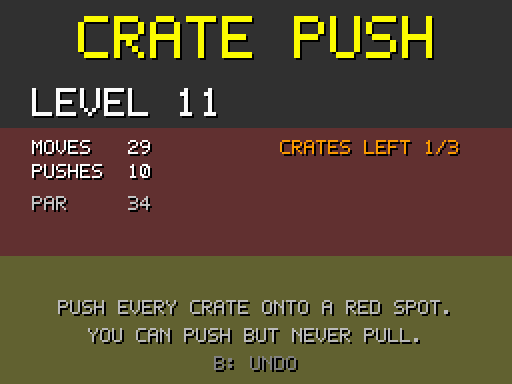 CRATE PUSH
LEVEL 11
MOVES 29 CRATES LEFT 1/3
PUSHES 10
PAR 34
PUSH EVERY CRATE ONTO A RED SPOT.
YOU CAN PUSH BUT NEVER PULL.
B: UNDO